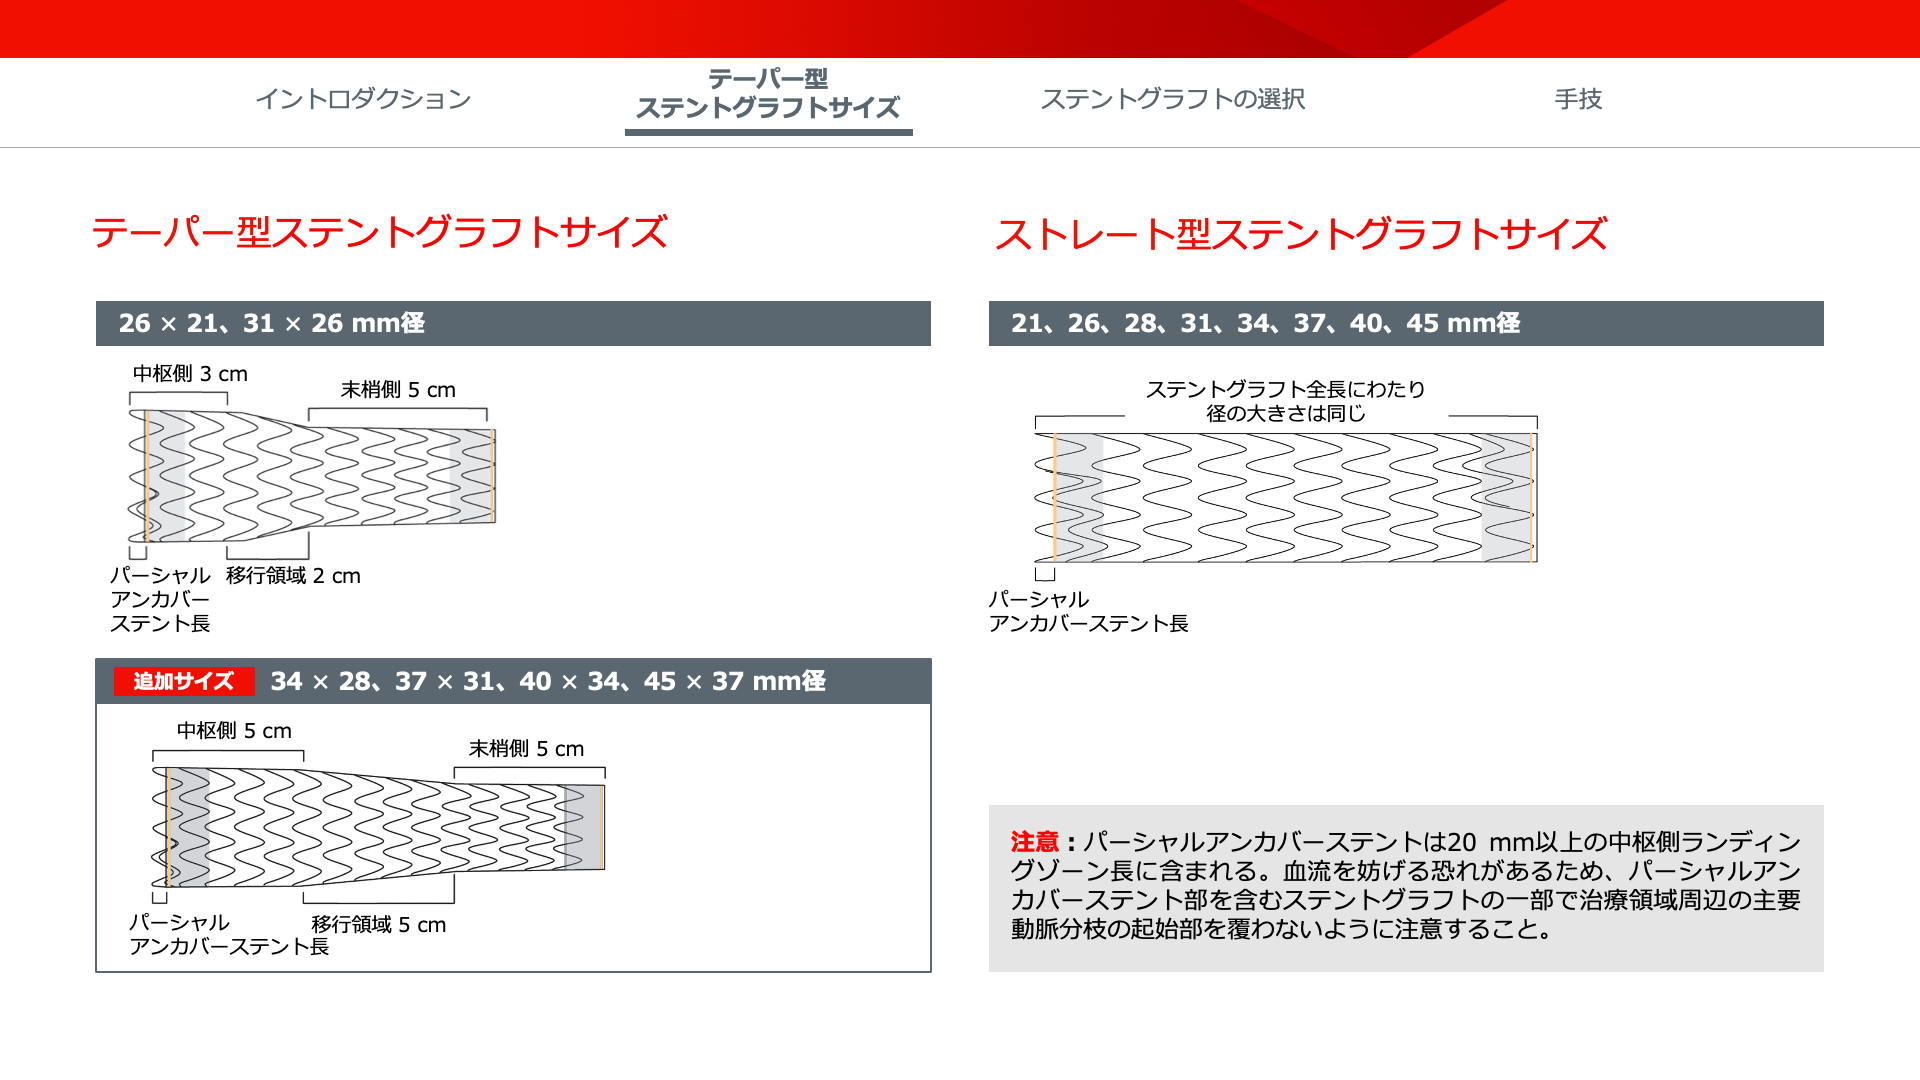 イントロダクション
テーパー型
ステントグラフトサイズ
ステントグラフトの選択
手技
テーパー型ステントグラフトサイズ
26 × 21、31 × 26 mm径
中枢側 3 cm
末梢側 5 cm
パーシャル
アンカバー
ステント長
移行領域 2 cm
追加サイズ 34 × 28、37 × 31、40 × 34、45 × 37 mm径
中枢側 5 cm
末梢側 5 cm
パーシャル
アンカバーステント長
移行領域 5 cm
ストレート型ステントグラフトサイズ
21、26、28、31、34、37、40、45 mm径
ステントグラフト全長にわたり
径の大きさは同じ
パーシャル
アンカバーステント長
注意：パーシャルアンカバーステントは20 mm以上の中枢側ランディン
グゾーン長に含まれる。血流を妨げる恐れがあるため、パーシャルアン
カバーステント部を含むステントグラフトの一部で治療領域周辺の主要
動脈分枝の起始部を覆わないように注意すること。